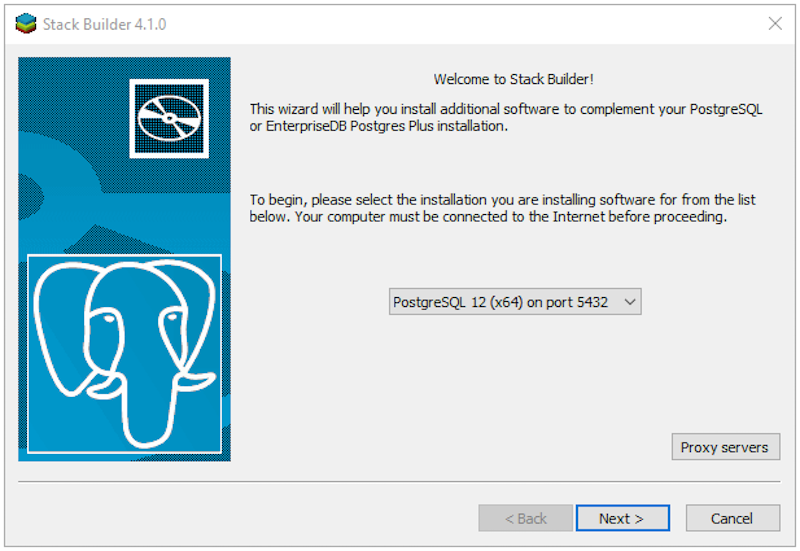 Stack Builder 4.1.0
Welcome to Stack Builder!
This wizard will help you install additional software to complement your PostgreSQL
or EnterpriseDB Postgres Plus installation.
To begin, please select the installation you are installing software for from the list
below. Your computer must be connected to the Internet before proceeding.
PostgreSQL 12 (x64) on port 5432
Proxy servers
< Back
Next >
Cancel